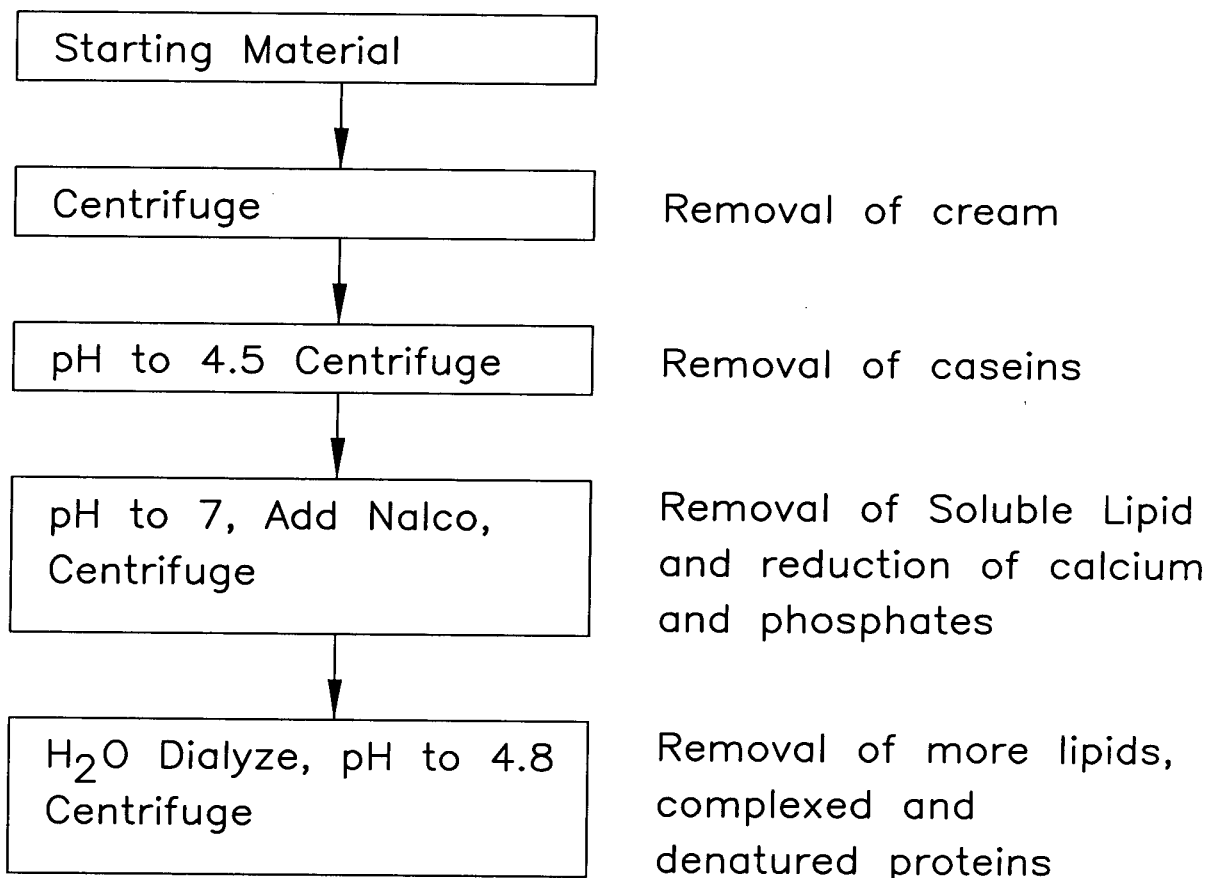 Starting Material
Centrifuge
Removal of cream
pH to 4.5 Centrifuge
Removal of caseins
pH to 7, Add Nalco,
Centrifuge
Removal of Soluble Lipid
and reduction of calcium
and phosphates
H₂O Dialyze, pH to 4.8
Centrifuge
Removal of more lipids,
complexed and
denatured proteins